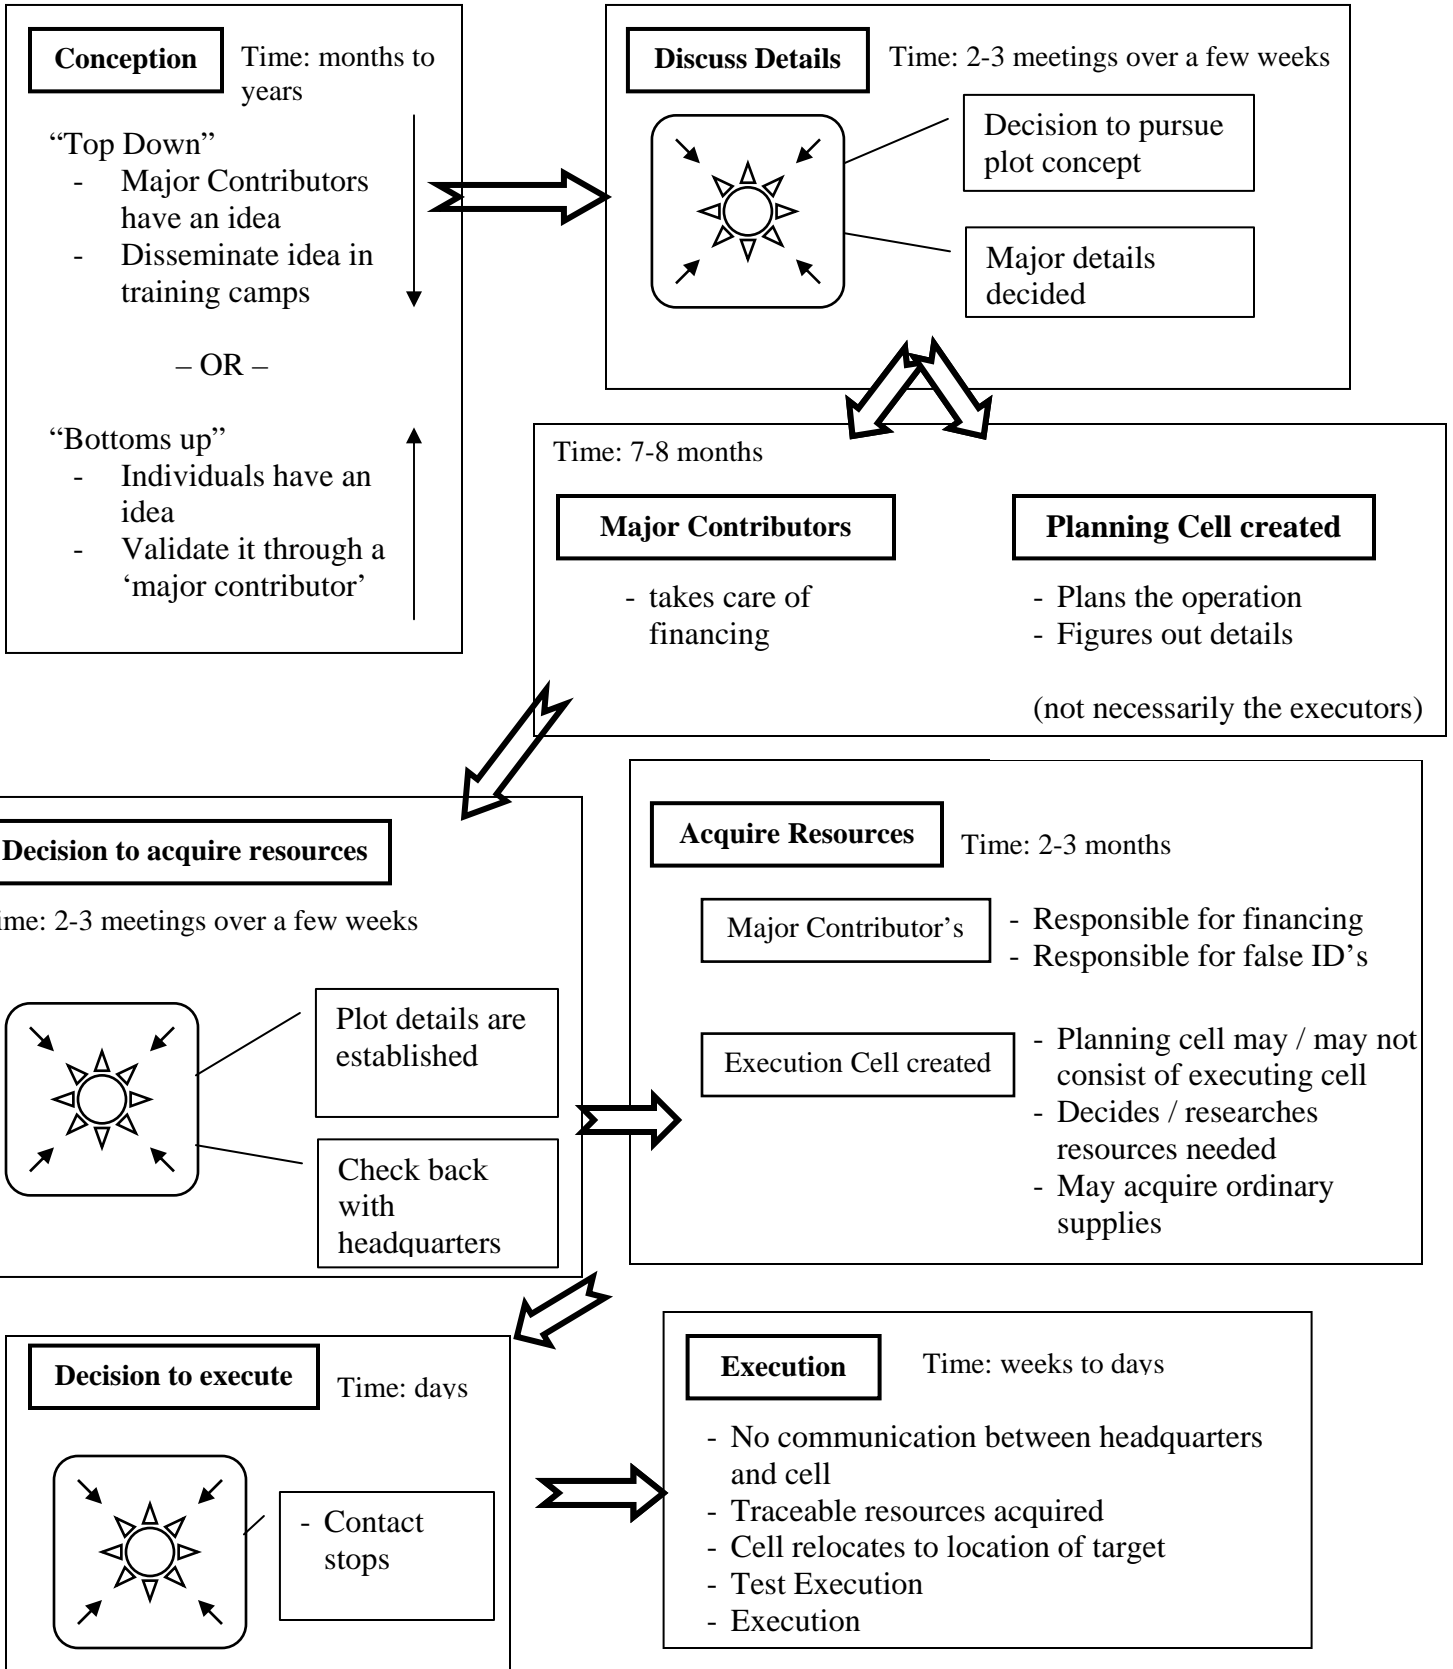 Conception
Time: months to
years
“Top Down”
- Major Contributors
have an idea
- Disseminate idea in
training camps
– OR –
“Bottoms up”
- Individuals have an
idea
- Validate it through a
‘major contributor’
Discuss Details
Time: 2-3 meetings over a few weeks
Decision to pursue
plot concept
Major details
decided
Time: 7-8 months
Major Contributors
- takes care of
financing
Planning Cell created
- Plans the operation
- Figures out details
(not necessarily the executors)
Decision to acquire resources
ime: 2-3 meetings over a few weeks
Plot details are
established
Check back
with
headquarters
Acquire Resources
Time: 2-3 months
Major Contributor’s
- Responsible for financing
- Responsible for false ID’s
Execution Cell created
- Planning cell may / may not
consist of executing cell
- Decides / researches
resources needed
- May acquire ordinary
supplies
Decision to execute
Time: days
- Contact
stops
Execution
Time: weeks to days
- No communication between headquarters
and cell
- Traceable resources acquired
- Cell relocates to location of target
- Test Execution
- Execution